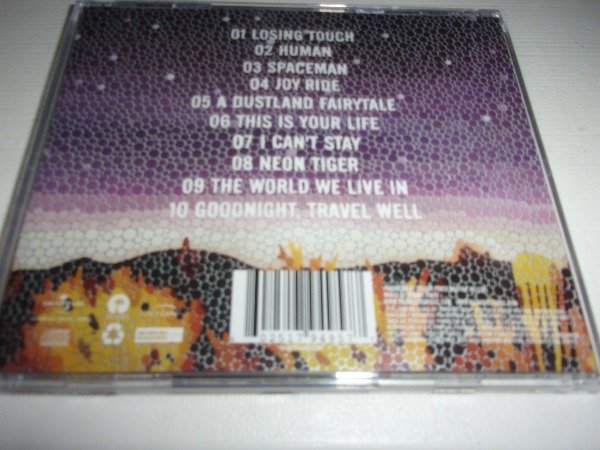 01 LOSING TOUCH
02 HUMAN
03 SPACEMAN
04 JOY RIDE
05 A DUSTLAND FAIRYTALE
06 THIS IS YOUR LIFE
07 I CAN'T STAY
08 NEON TIGER
09 THE WORLD WE LIVE IN
10 GOODNIGHT, TRAVEL WELL